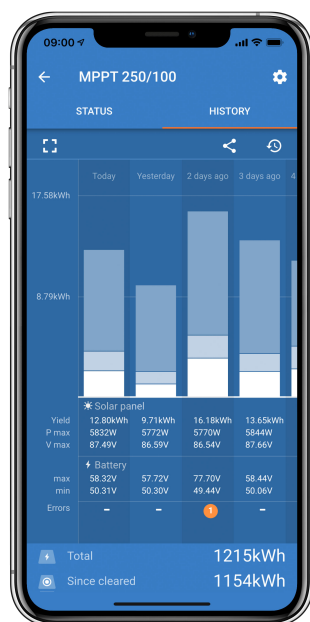 09:00
MPPT 250/100
STATUS HISTORY
Today Yesterday 2 days ago 3 days ago 4
17.58kWh
8.79kWh
Solar panel
Yield 12.80kWh 9.71kWh 16.18kWh 13.65kWh
P max 5832W 5772W 5770W 5844W
V max 87.49V 86.59V 86.54V 87.66V
Battery
max 58.32V 57.72V 77.70V 58.44V
min 50.31V 50.30V 49.44V 50.06V
Errors – – 1 –
Total 1215kWh
Since cleared 1154kWh